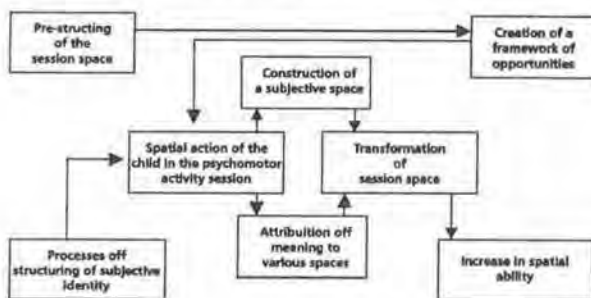 Pre-structing
of the
session space
Creation of a
framework of
opportunities
Construction of
a subjective space
Spatial action of the
child in the psychomotor
activity session
Transformation
of
session space
Attribuition off
meaning to
various spaces
Processes off
structuring of subjective
identity
Increase in spatial
ability